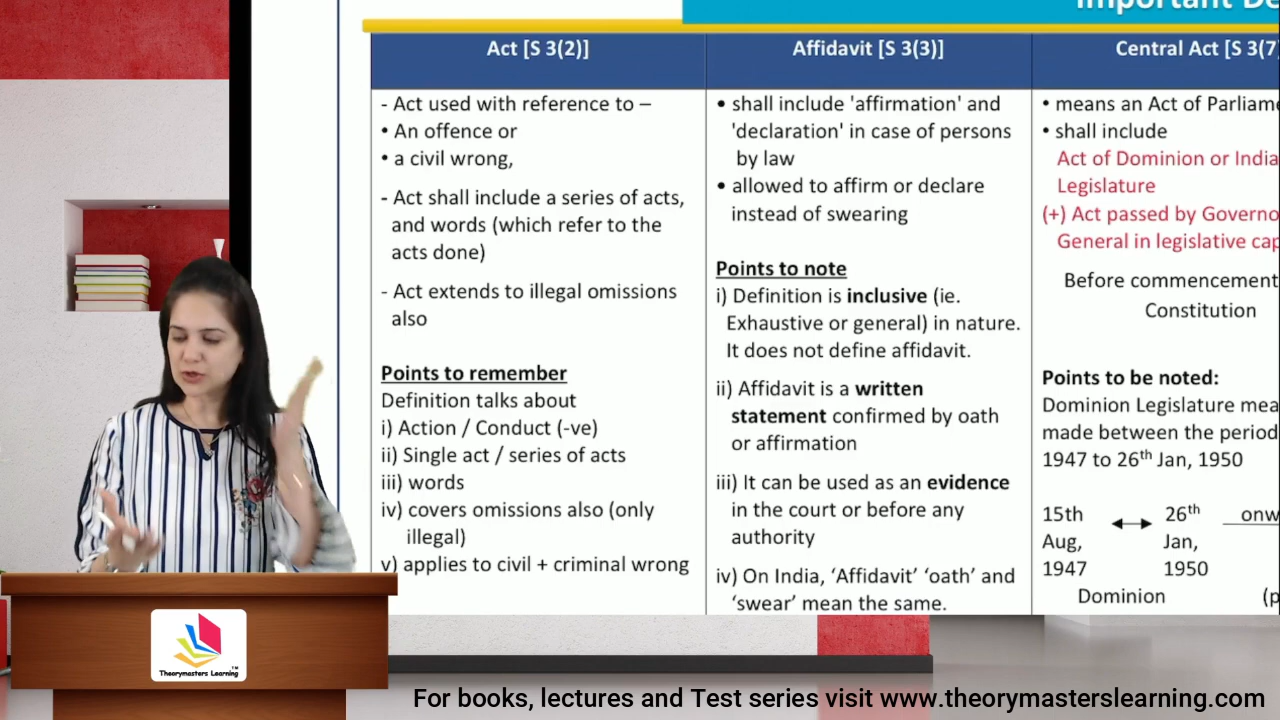 Important De
Act [S 3(2)]
- Act used with reference to –
• An offence or
• a civil wrong,
- Act shall include a series of acts,
and words (which refer to the
acts done)
- Act extends to illegal omissions
also
Points to remember
Definition talks about
i) Action / Conduct (-ve)
ii) Single act / series of acts
iii) words
iv) covers omissions also (only
illegal)
v) applies to civil + criminal wrong
Affidavit [S 3(3)]
• shall include 'affirmation' and
'declaration' in case of persons
by law
• allowed to affirm or declare
instead of swearing
Points to note
i) Definition is inclusive (ie.
Exhaustive or general) in nature.
It does not define affidavit.
ii) Affidavit is a written
statement confirmed by oath
or affirmation
iii) It can be used as an evidence
in the court or before any
authority
iv) On India, ‘Affidavit’ ‘oath’ and
‘swear’ mean the same.
Central Act [S 3(7)
• means an Act of Parliame
• shall include
Act of Dominion or India
Legislature
(+) Act passed by Governo
General in legislative cap
Before commencement
Constitution
Points to be noted:
Dominion Legislature mea
made between the period
1947 to 26th Jan, 1950
15th 26th onw
Aug, Jan,
1947 1950
Dominion (p
Theorymasters Learning™
For books, lectures and Test series visit www.theorymasterslearning.com